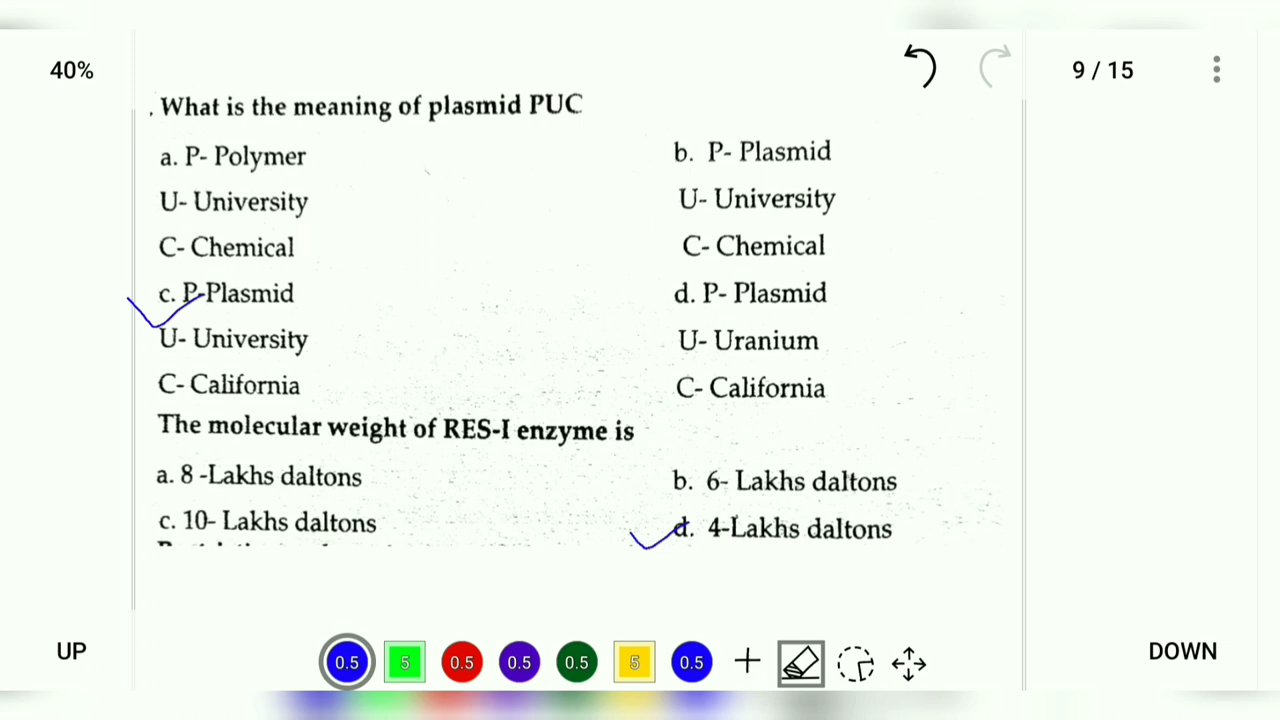 40%
9 / 15
. What is the meaning of plasmid PUC
a. P- Polymer
U- University
C- Chemical
b. P- Plasmid
U- University
C- Chemical
c. P-Plasmid
U- University
C- California
d. P- Plasmid
U- Uranium
C- California
The molecular weight of RES-I enzyme is
a. 8 -Lakhs daltons
b. 6- Lakhs daltons
c. 10- Lakhs daltons
d. 4-Lakhs daltons
UP
DOWN
0.5
5
0.5
0.5
0.5
5
0.5